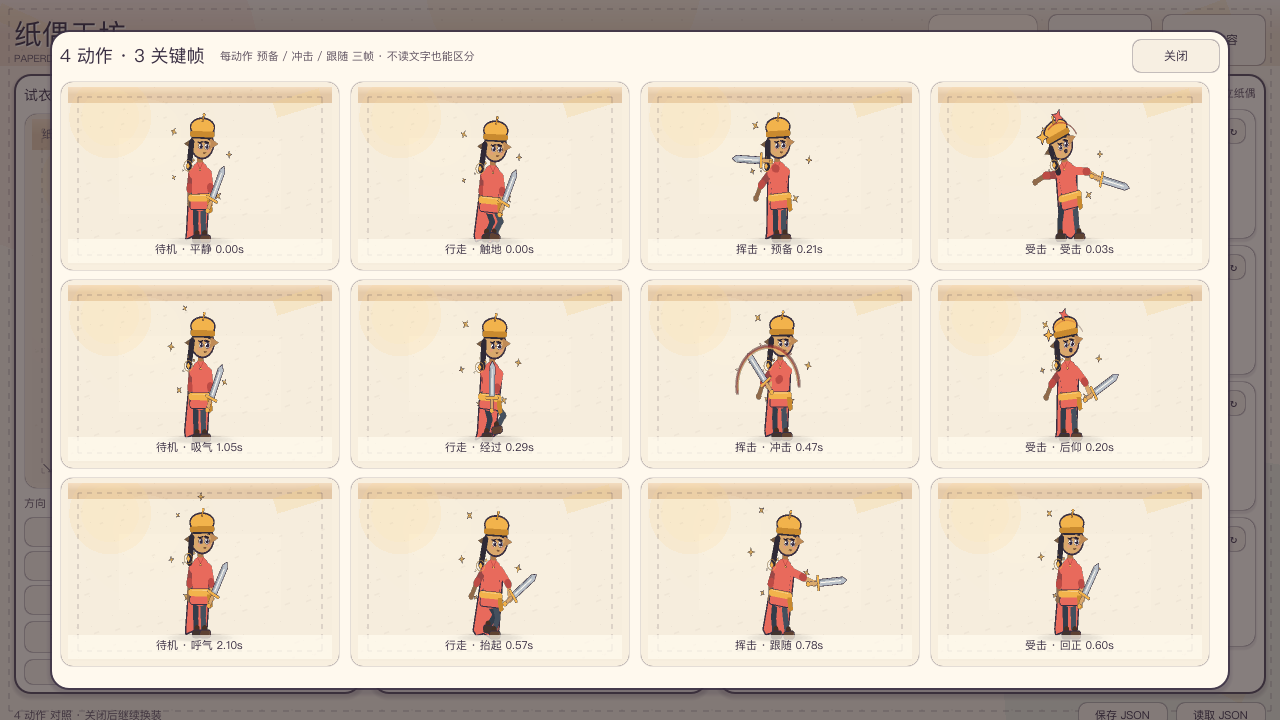 纸偶工坊
PAPERD
容
4 动作 · 3 关键帧
每动作 预备 / 冲击 / 跟随 三帧 · 不读文字也能区分
关闭
试衣
纸偶
纸
待机 · 平静 0.00s
行走 · 触地 0.00s
挥击 · 预备 0.21s
受击 · 受击 0.03s
待机 · 吸气 1.05s
行走 · 经过 0.29s
挥击 · 冲击 0.47s
受击 · 后仰 0.20s
方向
待机 · 呼气 2.10s
行走 · 抬起 0.57s
挥击 · 跟随 0.78s
受击 · 回正 0.60s
4 动作 对照 · 关闭后继续换装
保存 JSON
读取 JSON